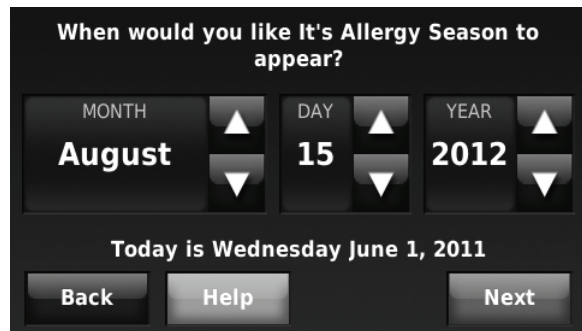 When would you like It's Allergy Season to
appear?
MONTH
August
DAY
15
YEAR
2012
Today is Wednesday June 1, 2011
Back
Help
Next